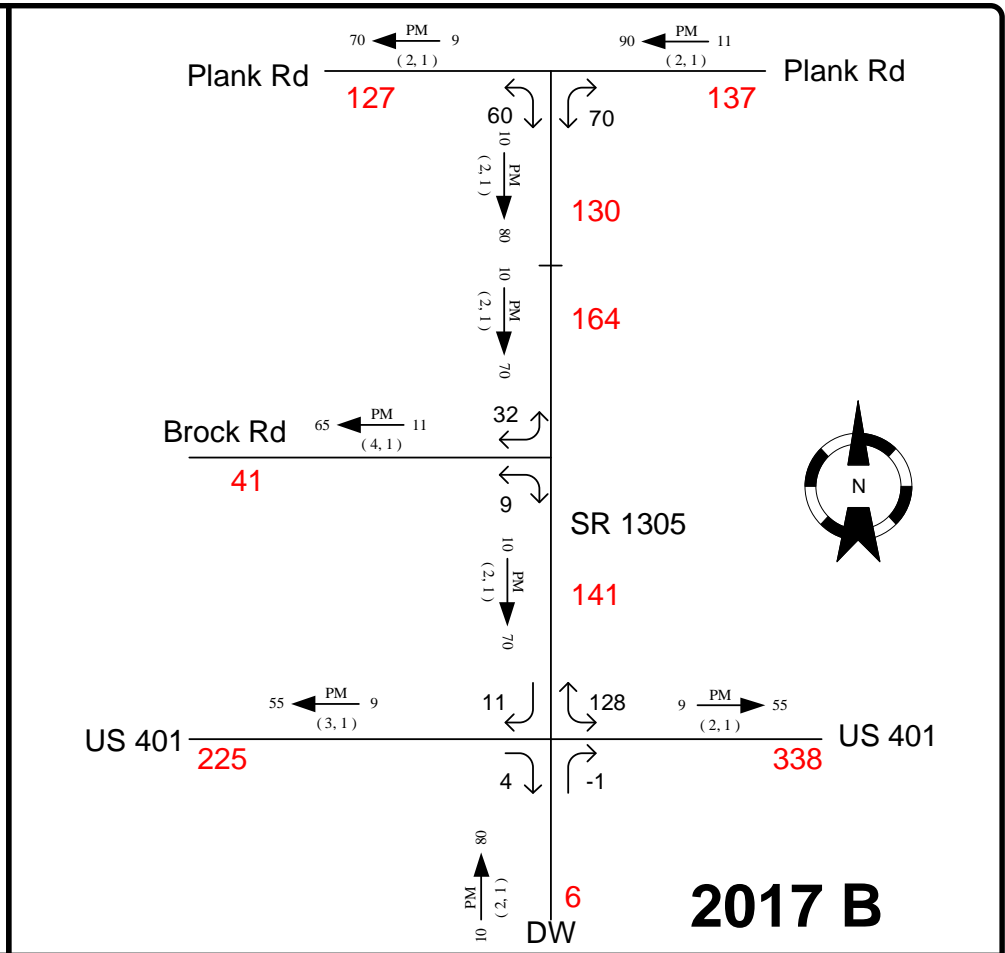 70 PM 9
( 2, 1 )
90 PM 11
( 2, 1 )
Plank Rd
Plank Rd
127
137
60
70
10 PM 80
( 2, 1 )
130
10 PM 70
( 2, 1 )
164
65 PM 11
( 4, 1 )
32
Brock Rd
41
9
N
SR 1305
10 PM 70
( 2, 1 )
141
55 PM 9
( 3, 1 )
11
128
9 PM 55
( 2, 1 )
US 401
US 401
225
338
4
-1
10 PM 80
( 2, 1 )
6
DW
2017 B